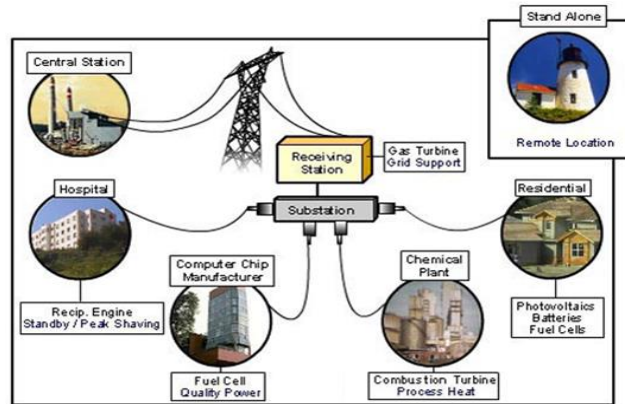 Stand Alone
Remote Location
Central Station
Receiving
Station
Gas Turbine
Grid Support
Hospital
Substation
Residential
Computer Chip
Manufacturer
Chemical
Plant
Recip. Engine
Standby / Peak Shaving
Photovoltaics
Batteries
Fuel Cells
Fuel Cell
Quality Power
Combustion Turbine
Process Heat